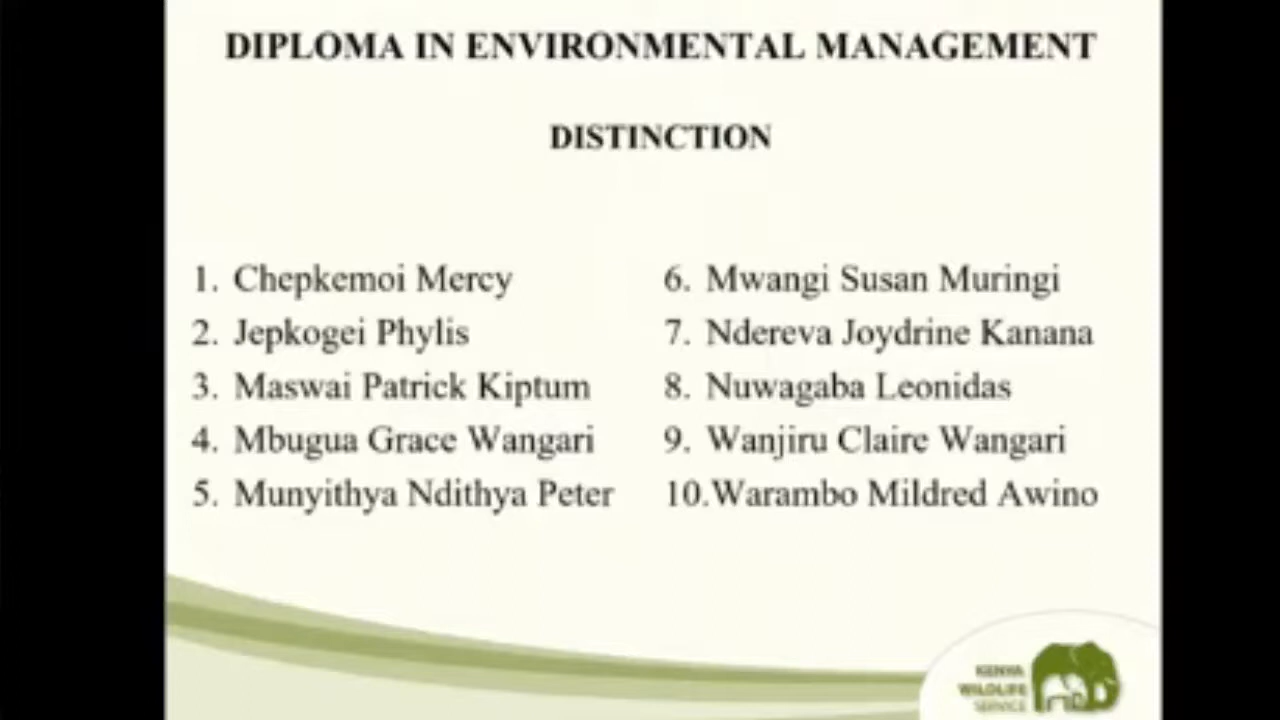 DIPLOMA IN ENVIRONMENTAL MANAGEMENT
DISTINCTION
1. Chepkemoi Mercy
2. Jepkogei Phylis
3. Maswai Patrick Kiptum
4. Mbugua Grace Wangari
5. Munyithya Ndithya Peter
6. Mwangi Susan Muringi
7. Ndereva Joydrine Kanana
8. Nuwagaba Leonidas
9. Wanjiru Claire Wangari
10.Warambo Mildred Awino
KENYA
WILDLIFE
SERVICE